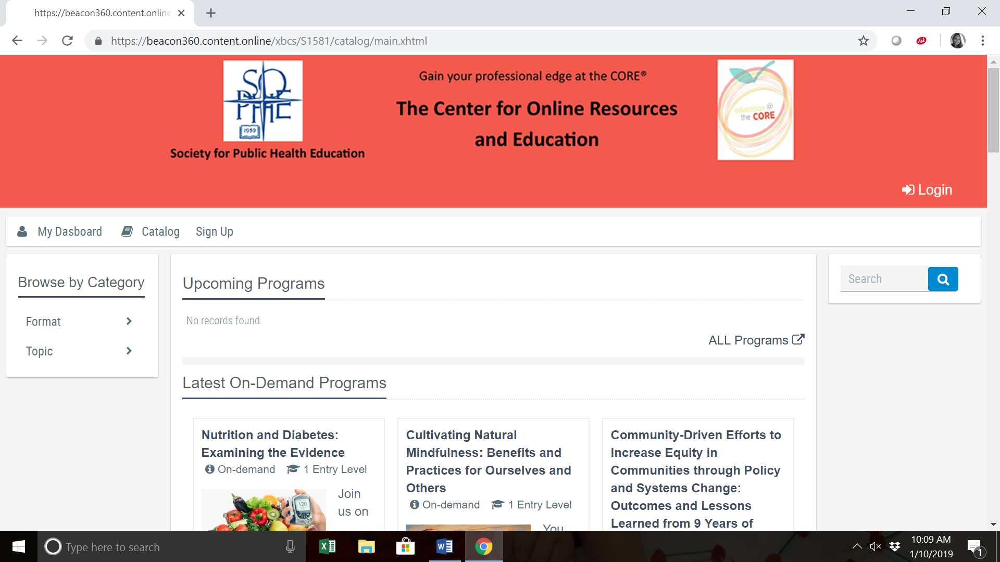 https://beacon360.content.online
https://beacon360.content.online/xbcs/S1581/catalog/main.xhtml
Ask
SOPHE
1950
Society for Public Health Education
Gain your professional edge at the CORE®
The Center for Online Resources
and Education
education @
the CORE
Login
My Dasboard
Catalog
Sign Up
Browse by Category
Format
Topic
Upcoming Programs
No records found.
ALL Programs
Latest On-Demand Programs
Nutrition and Diabetes:
Examining the Evidence
On-demand 1 Entry Level
Join
us on
120
Cultivating Natural
Mindfulness: Benefits and
Practices for Ourselves and
Others
On-demand 1 Entry Level
You
Community-Driven Efforts to
Increase Equity in
Communities through Policy
and Systems Change:
Outcomes and Lessons
Learned from 9 Years of
Search
Type here to search
10:09 AM
1/10/2019
1